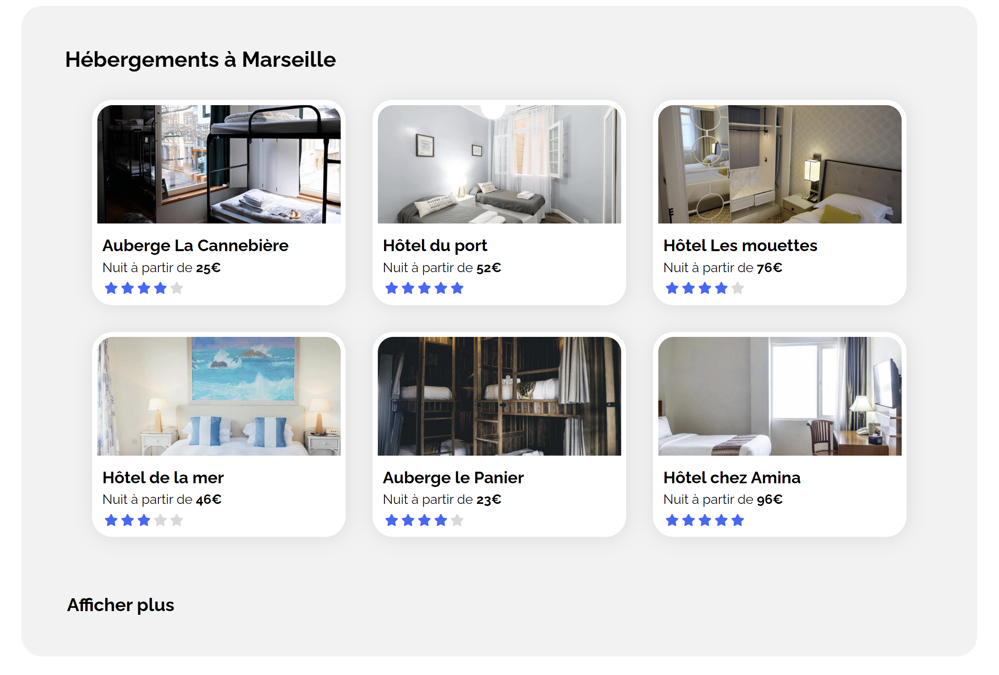 Hébergements à Marseille
Auberge La Cannebière
Nuit à partir de 25€
Hôtel du port
Nuit à partir de 52€
Hôtel Les mouettes
Nuit à partir de 76€
BUENOS AIRES
Hôtel de la mer
Nuit à partir de 46€
Auberge le Panier
Nuit à partir de 23€
Hôtel chez Amina
Nuit à partir de 96€
Afficher plus